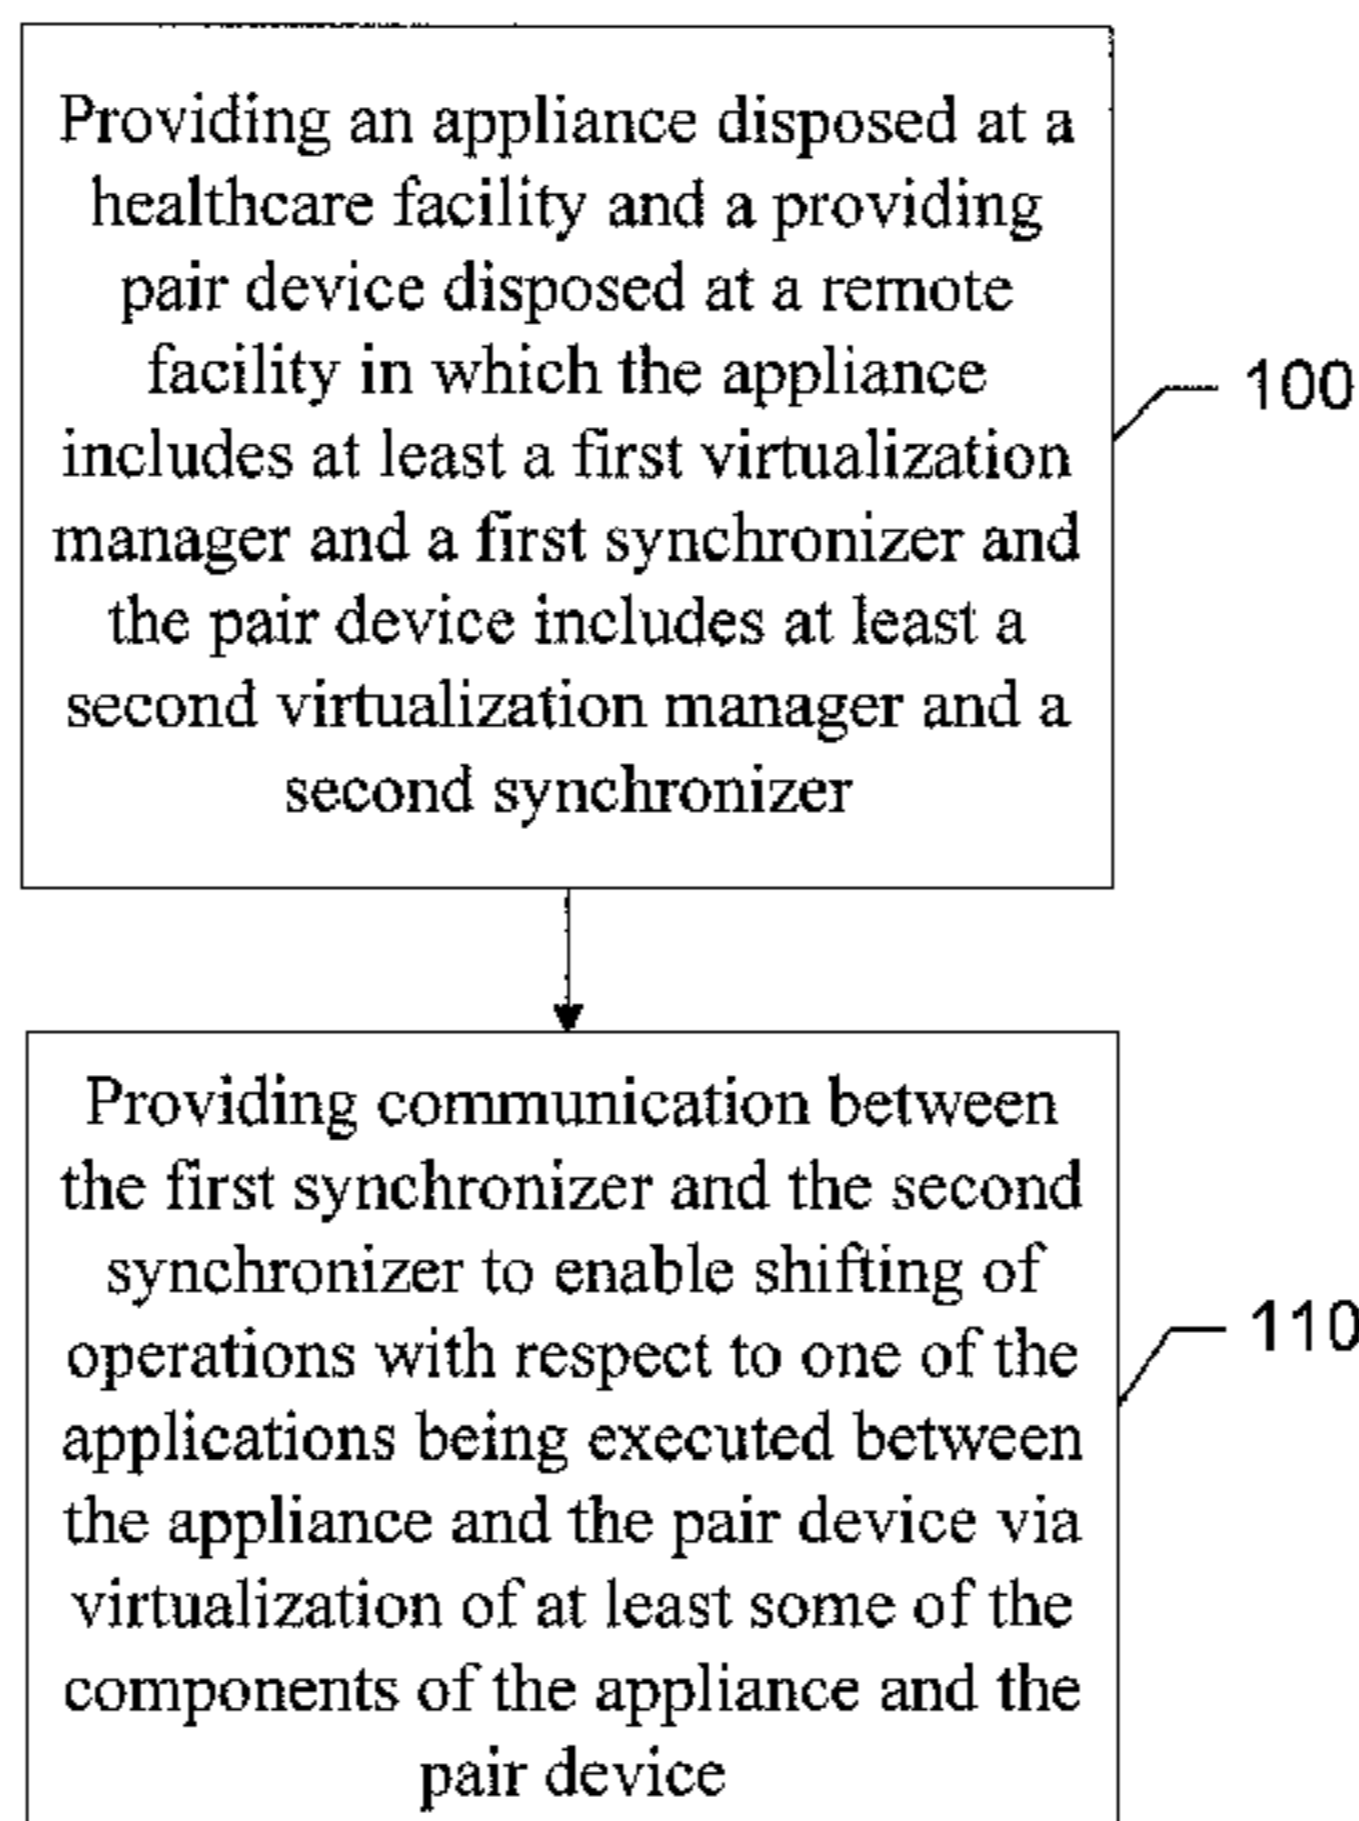 Providing an appliance disposed at a
healthcare facility and a providing
pair device disposed at a remote
facility in which the appliance
includes at least a first virtualization
manager and a first synchronizer and
the pair device includes at least a
second virtualization manager and a
second synchronizer
100
Providing communication between
the first synchronizer and the second
synchronizer to enable shifting of
operations with respect to one of the
applications being executed between
the appliance and the pair device via
virtualization of at least some of the
components of the appliance and the
pair device
110